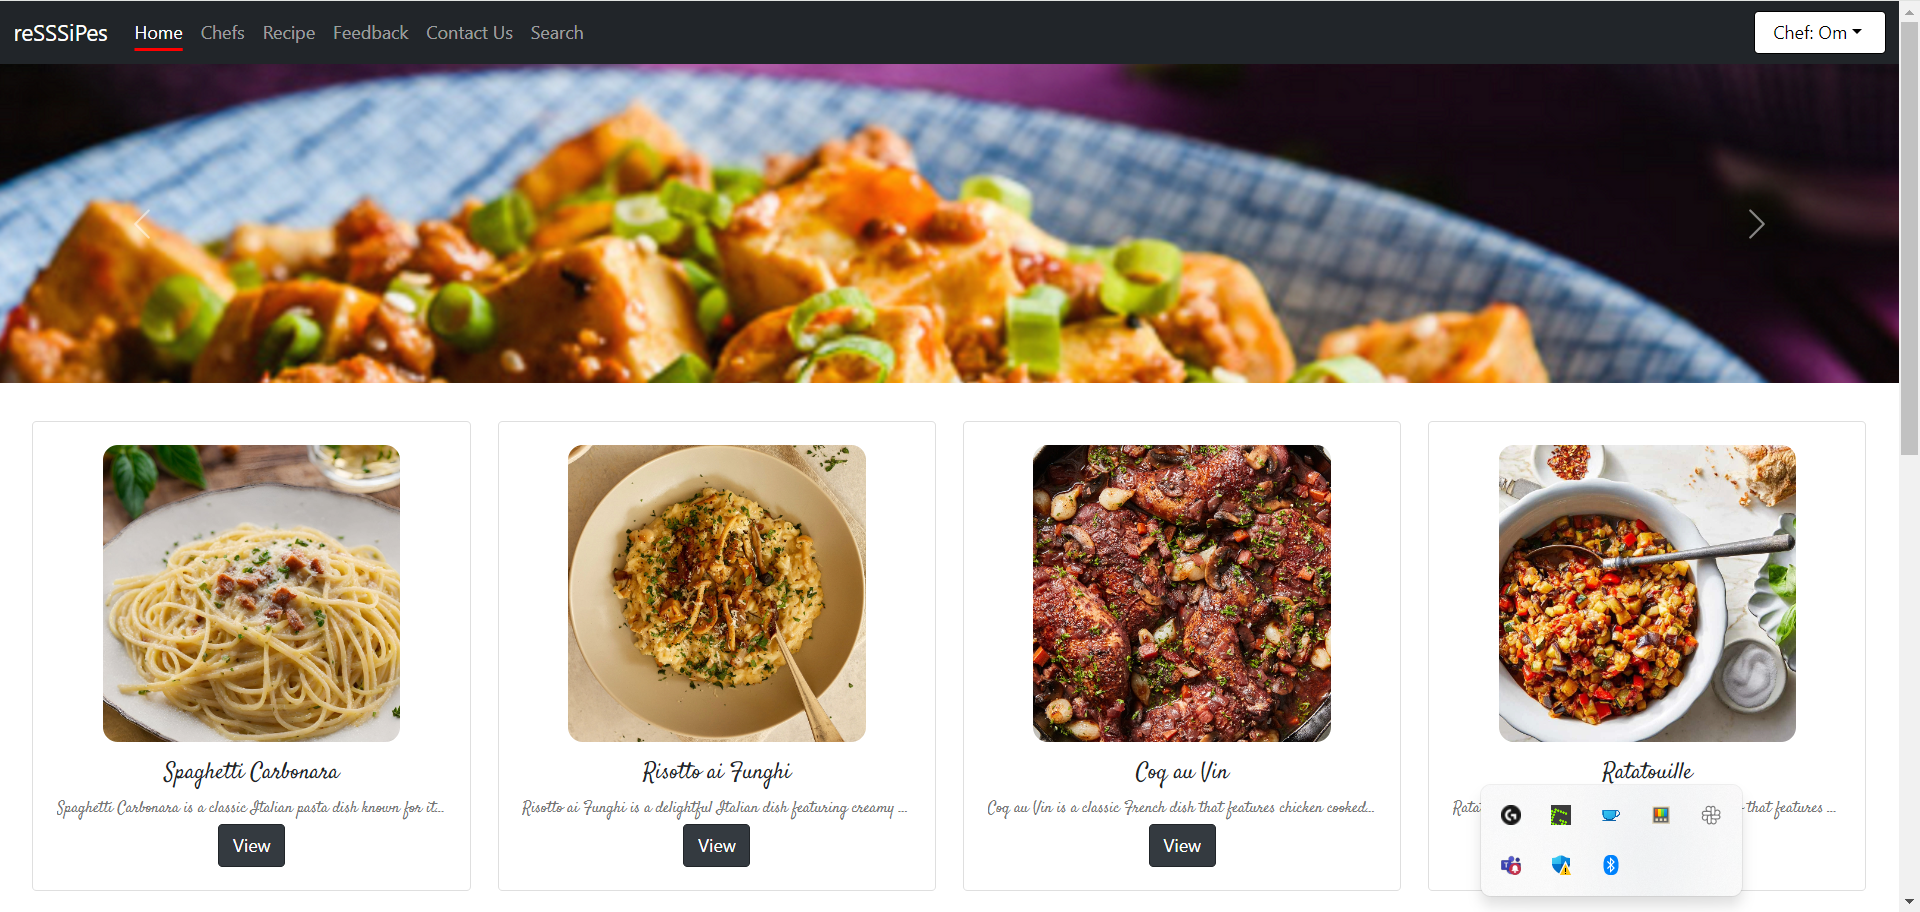 reSSSiPes Home Chefs Recipe Feedback Contact Us Search Chef: Om
Spaghetti Carbonara
Spaghetti Carbonara is a classic Italian pasta dish known for it...
View
Risotto ai Funghi
Risotto ai Funghi is a delightful Italian dish featuring creamy ...
View
Coq au Vin
Coq au Vin is a classic French dish that features chicken cooked...
View
Ratatouille
Rata
that features ...